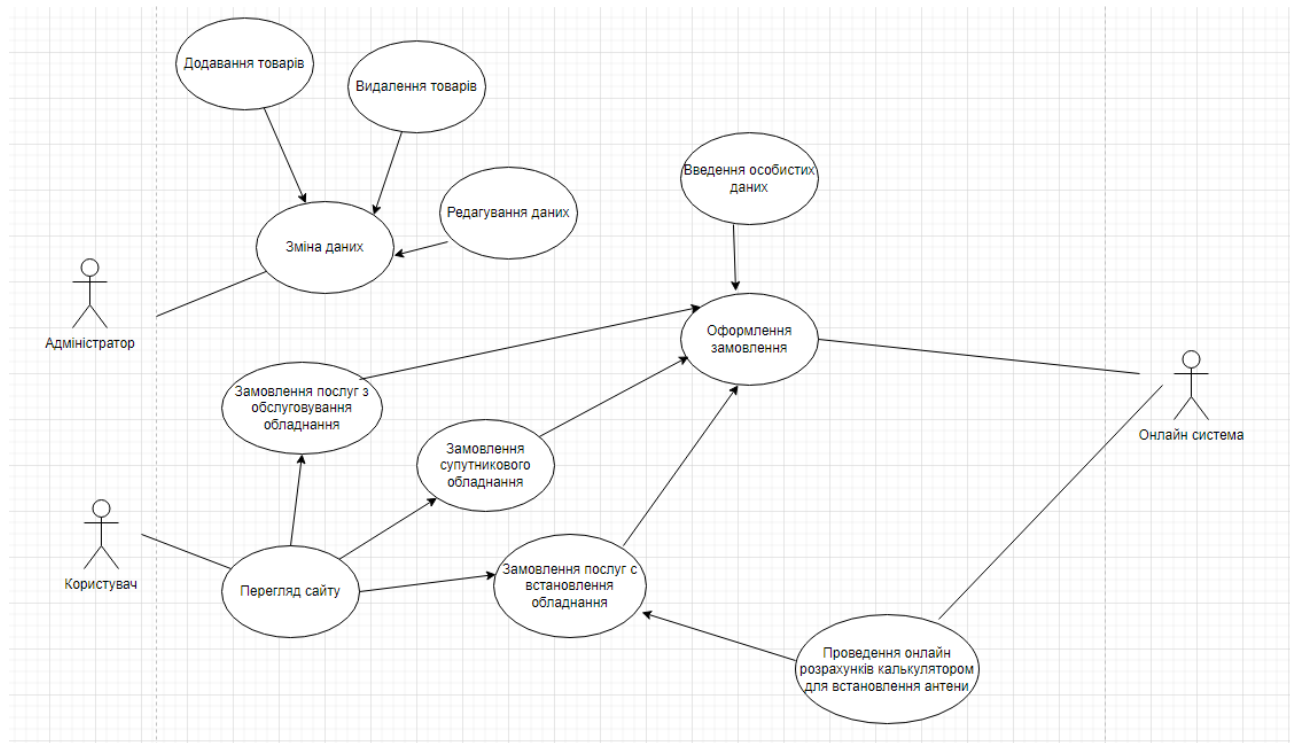 Додавання товарів
Видалення товарів
Введення особистих
даних
Редагування даних
Зміна даних
Адміністратор
Оформлення
замовлення
Замовлення послуг з
обслуговування
обладнання
Онлайн система
Замовлення
супутникового
обладнання
Користувач
Перегляд сайту
Замовлення послуг с
встановлення
обладнання
Проведення онлайн
розрахунків калькулятором
для встановлення антени